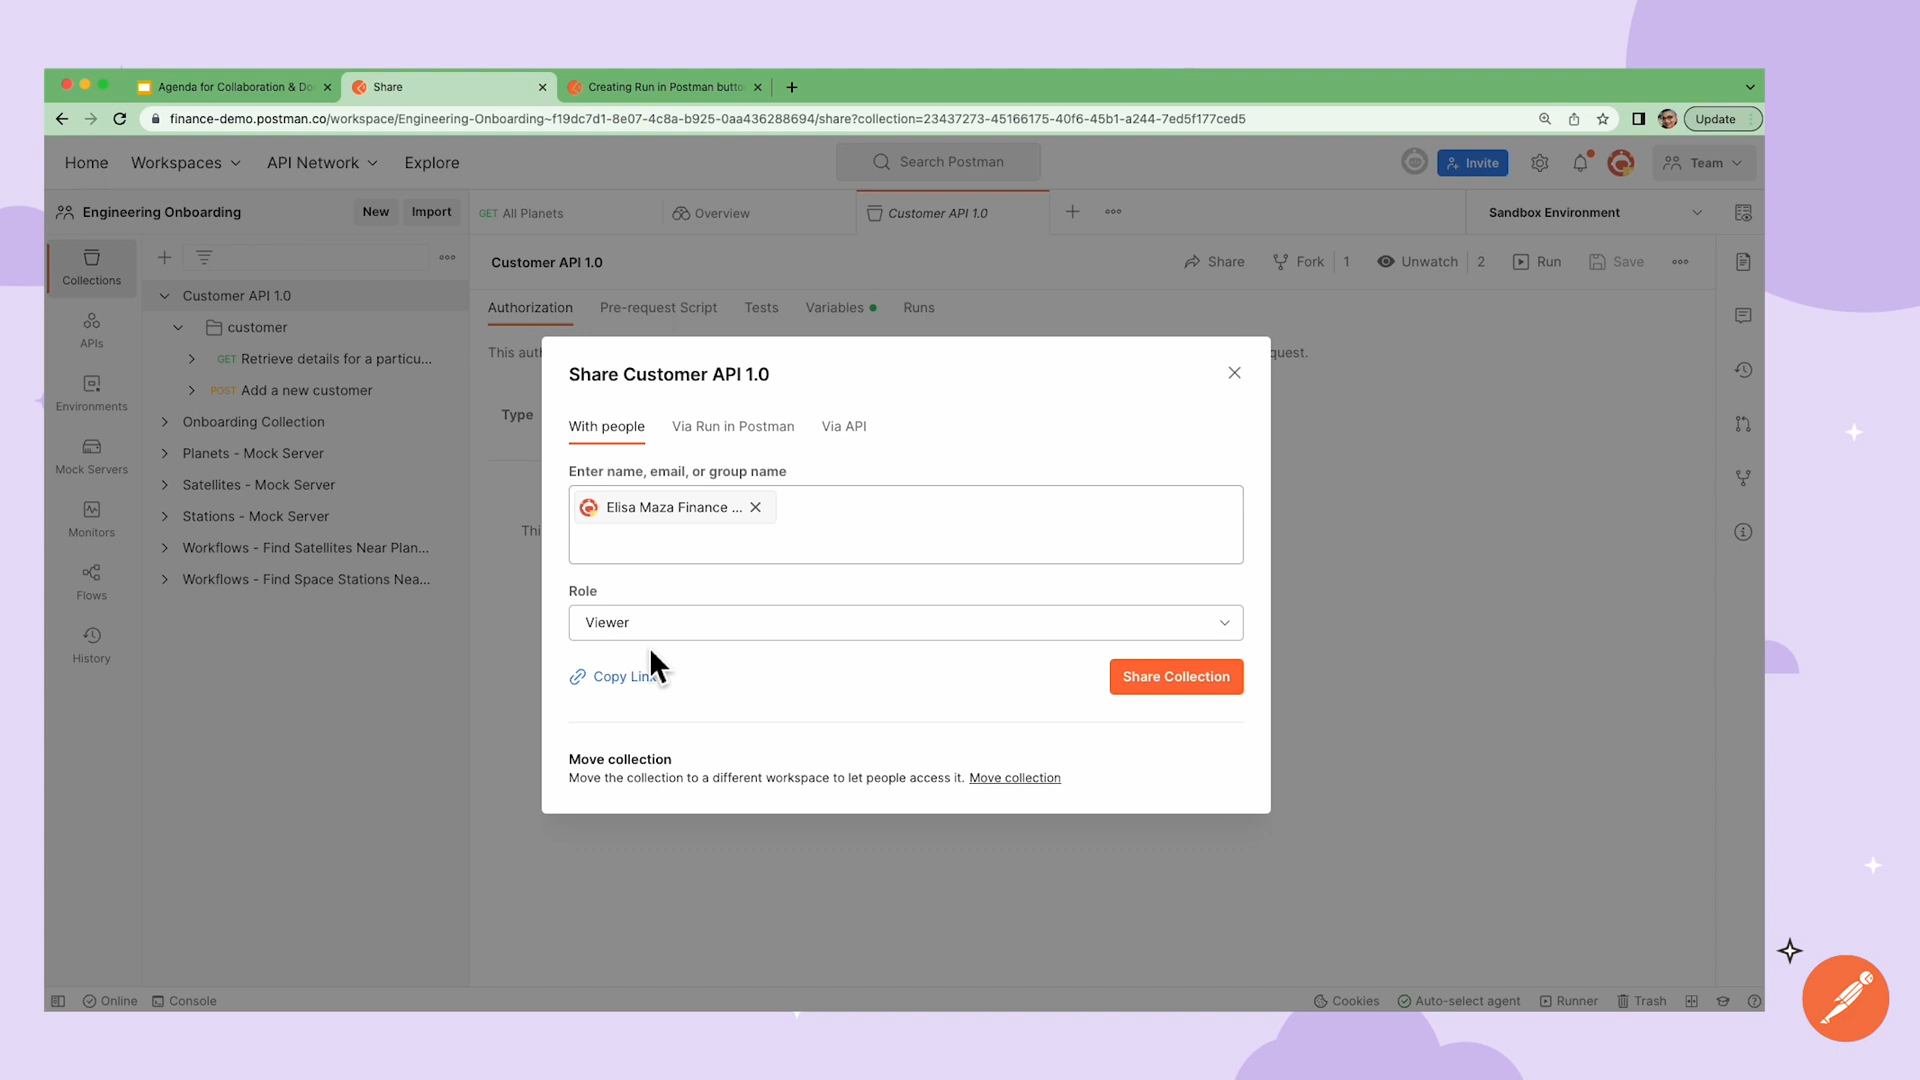 Agenda for Collaboration & Do
Share
Creating Run in Postman butto
finance-demo.postman.co/workspace/Engineering-Onboarding~f19dc7d1-8e07-4c8a-b925-0aa436288694/share?collection=23437273-45166175-40f6-45b1-a244-7ed5f177ced5
Update
Home
Workspaces
API Network
Explore
Search Postman
Invite
Team
Engineering Onboarding
New
Import
GET All Planets
Overview
Customer API 1.0
Sandbox Environment
Collections
APIs
Environments
Mock Servers
Monitors
Flows
History
Customer API 1.0
customer
GET Retrieve details for a particu...
POST Add a new customer
Onboarding Collection
Planets - Mock Server
Satellites - Mock Server
Stations - Mock Server
Workflows - Find Satellites Near Plan...
Workflows - Find Space Stations Nea...
Customer API 1.0
Share
Fork 1
Unwatch 2
Run
Save
Authorization
Pre-request Script
Tests
Variables
Runs
This auth
quest.
Type
Thi
Share Customer API 1.0
With people
Via Run in Postman
Via API
Enter name, email, or group name
Elisa Maza Finance ...
Role
Viewer
Copy Link
Share Collection
Move collection
Move the collection to a different workspace to let people access it. Move collection
Online
Console
Cookies
Auto-select agent
Runner
Trash